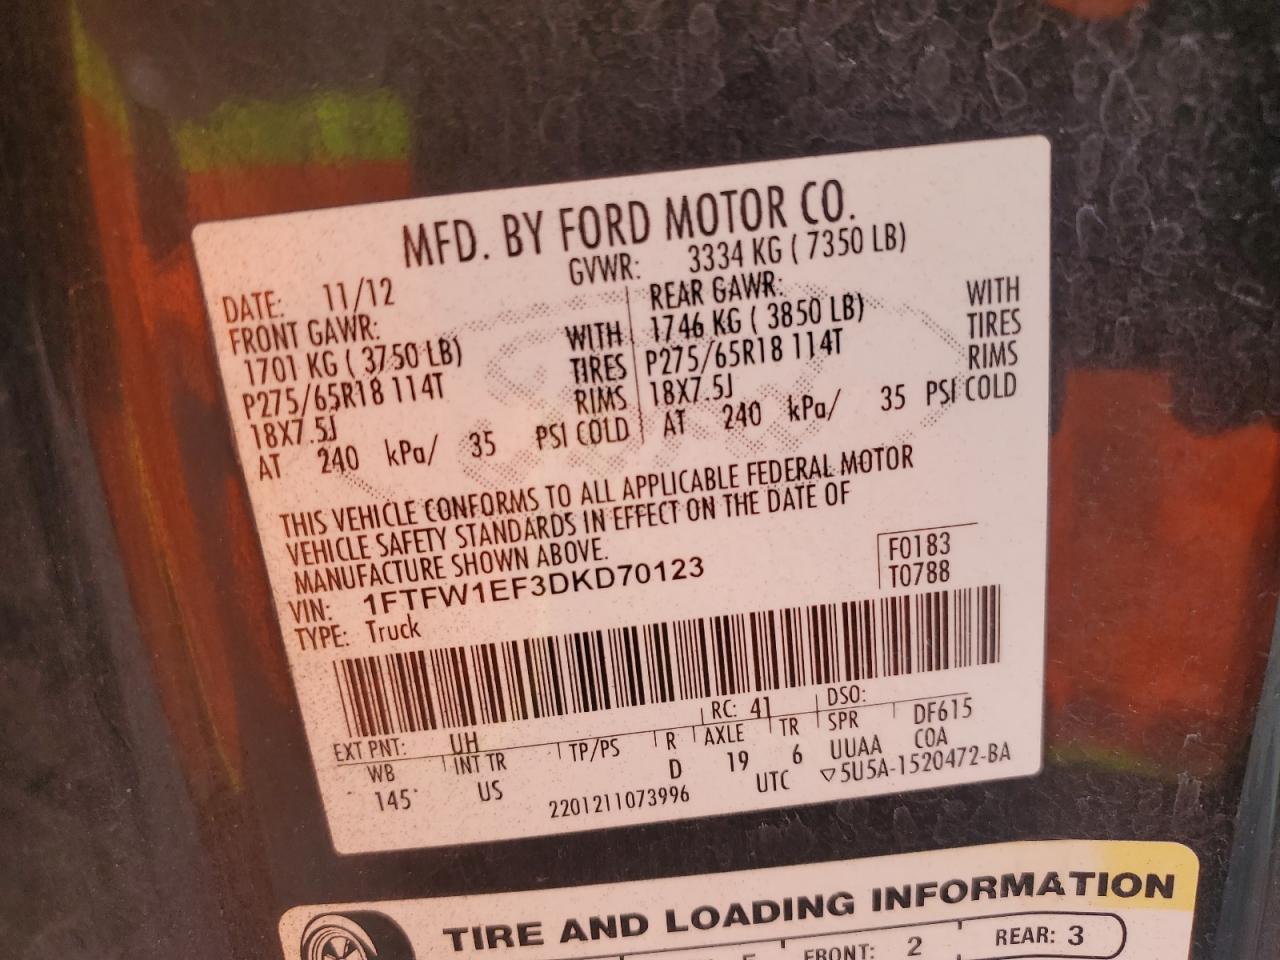 MFD. BY FORD MOTOR CO.
DATE: 11/12 GVWR: 3334 KG ( 7350 LB)
FRONT GAWR: REAR GAWR:
1701 KG ( 3750 LB) WITH 1746 KG ( 3850 LB) WITH
P275/65R18 114T TIRES P275/65R18 114T TIRES
18X7.5J RIMS 18X7.5J RIMS
AT 240 kPa/ 35 PSI COLD AT 240 kPa/ 35 PSI COLD
THIS VEHICLE CONFORMS TO ALL APPLICABLE FEDERAL MOTOR
VEHICLE SAFETY STANDARDS IN EFFECT ON THE DATE OF
MANUFACTURE SHOWN ABOVE.
F0183
VIN: 1FTFW1EF3DKD70123
T0788
TYPE: Truck
EXT PNT: UH RC: 41 DSO:
WB INT TR TP/PS R AXLE TR SPR DF615
145 US D 19 6 UUAA COA
2201211073996 UTC ▽5U5A-1520472-BA
TIRE AND LOADING INFORMATION
FRONT: 2 REAR: 3